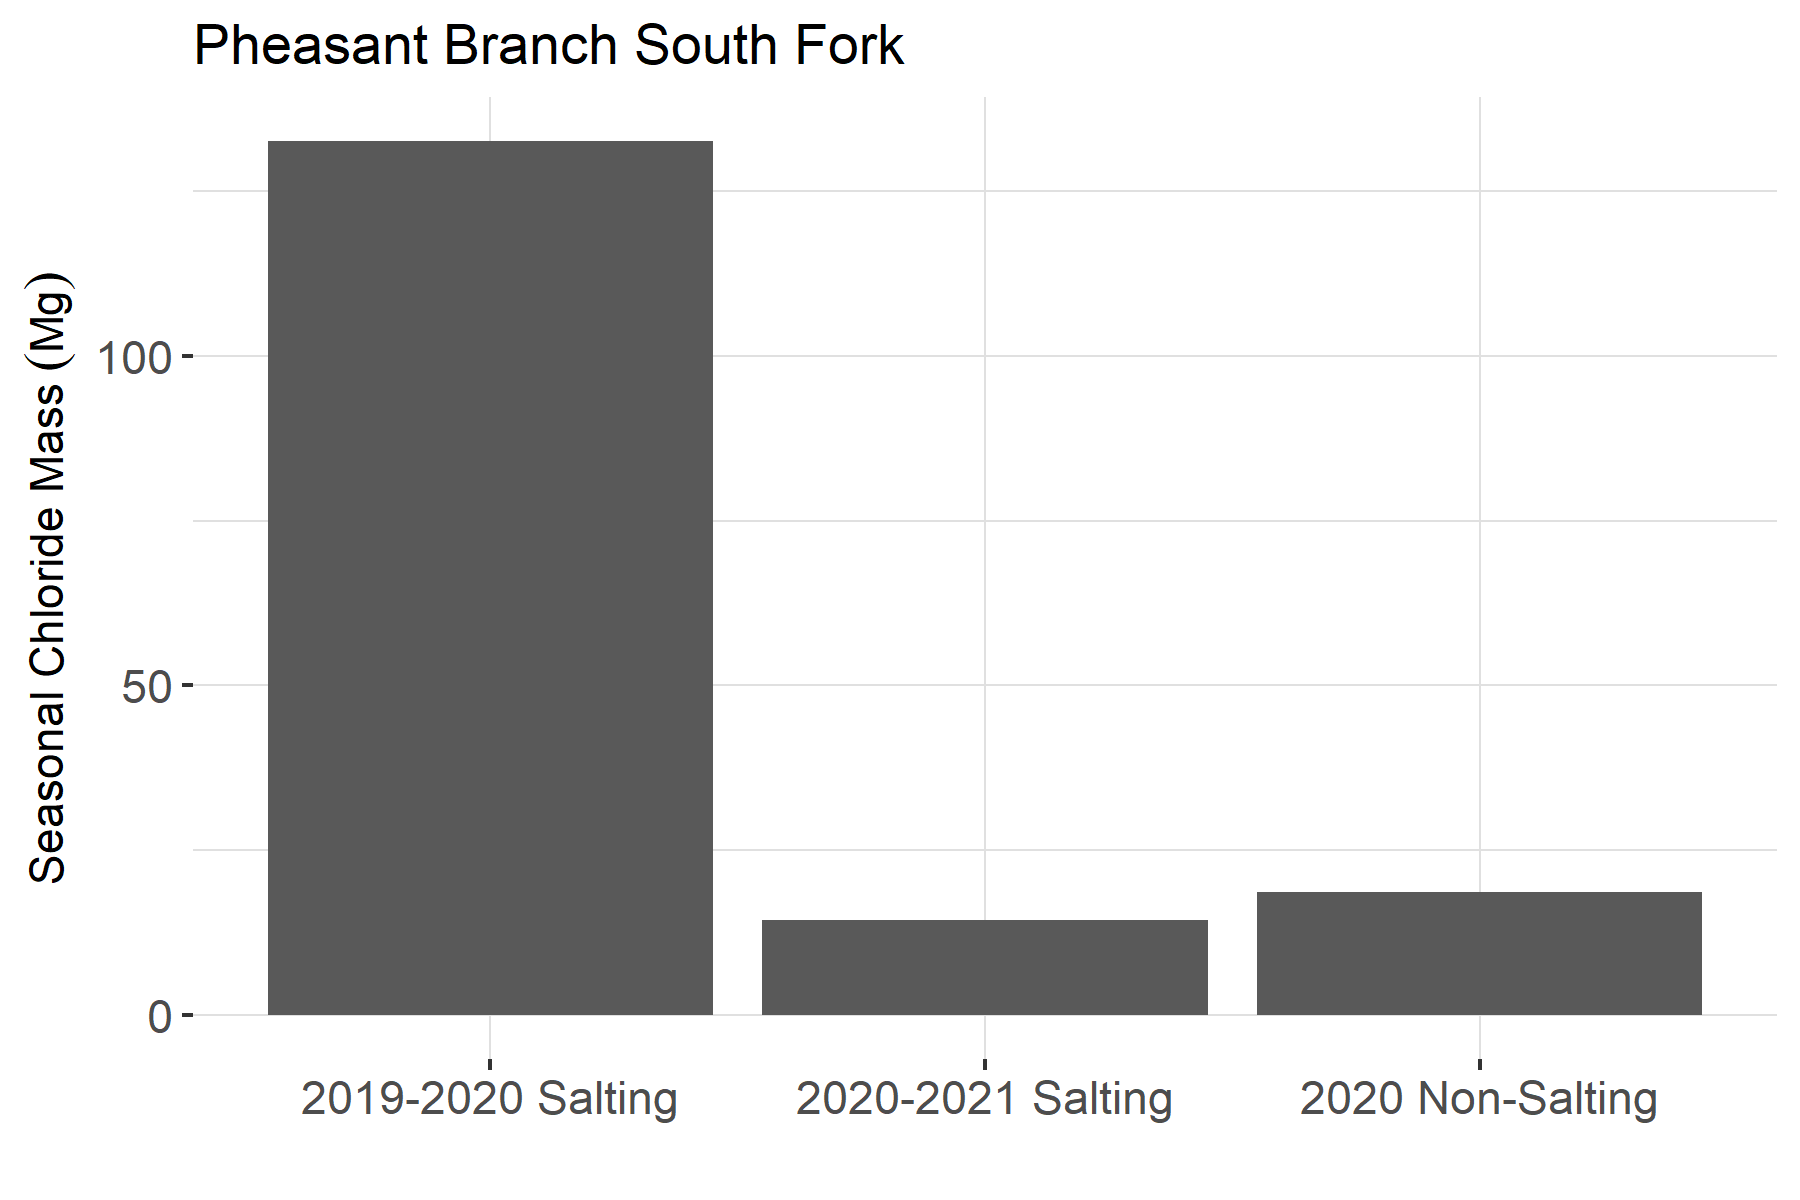 Pheasant Branch South Fork
Seasonal Chloride Mass (Mg)
100
50
0
2019-2020 Salting
2020-2021 Salting
2020 Non-Salting